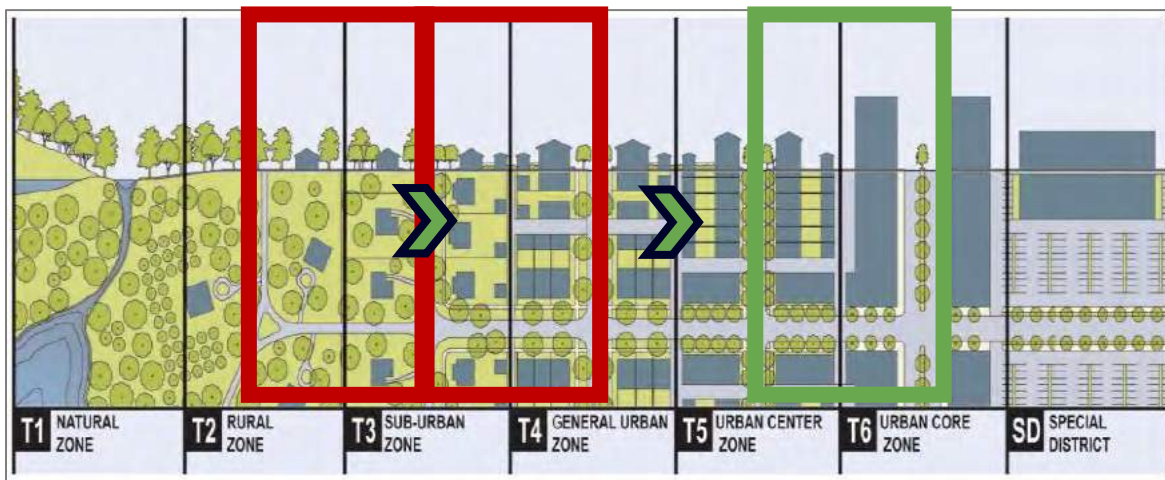 T1 NATURAL
ZONE
T2 RURAL
ZONE
T3 SUB-URBAN
ZONE
T4 GENERAL URBAN
ZONE
T5 URBAN CENTER
ZONE
T6 URBAN CORE
ZONE
SD SPECIAL
DISTRICT